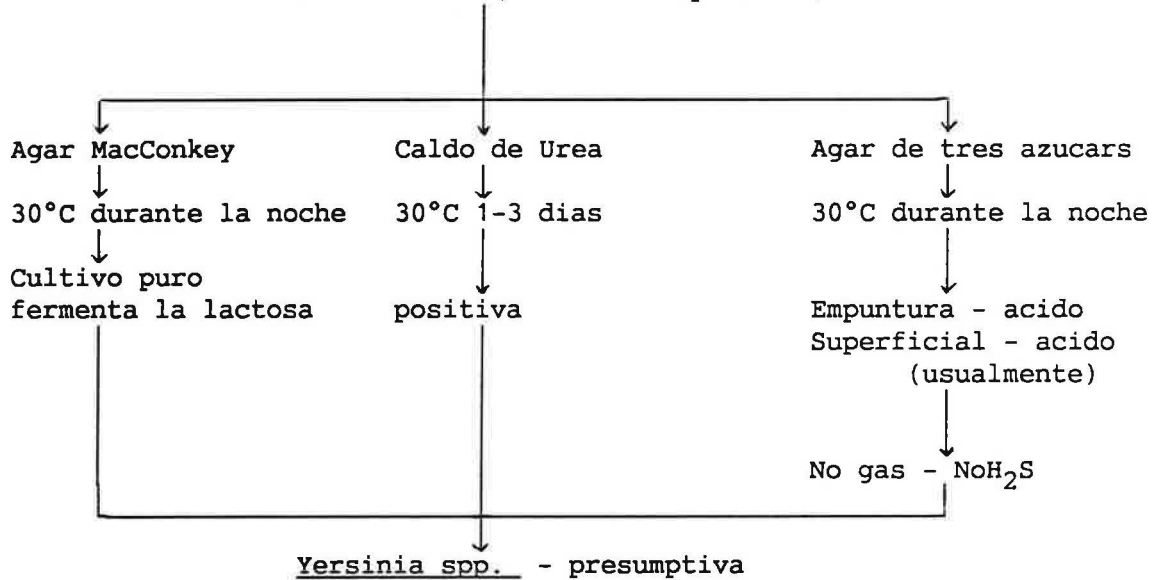 Agar MacConkey
30°C durante la noche
Cultivo puro
fermenta la lactosa
Caldo de Urea
30°C 1-3 dias
positiva
Agar de tres azucars
30°C durante la noche
Empuntura - acido
Superficial - acido
(usualmente)
No gas - NoH₂S
Yersinia spp. - presumptiva